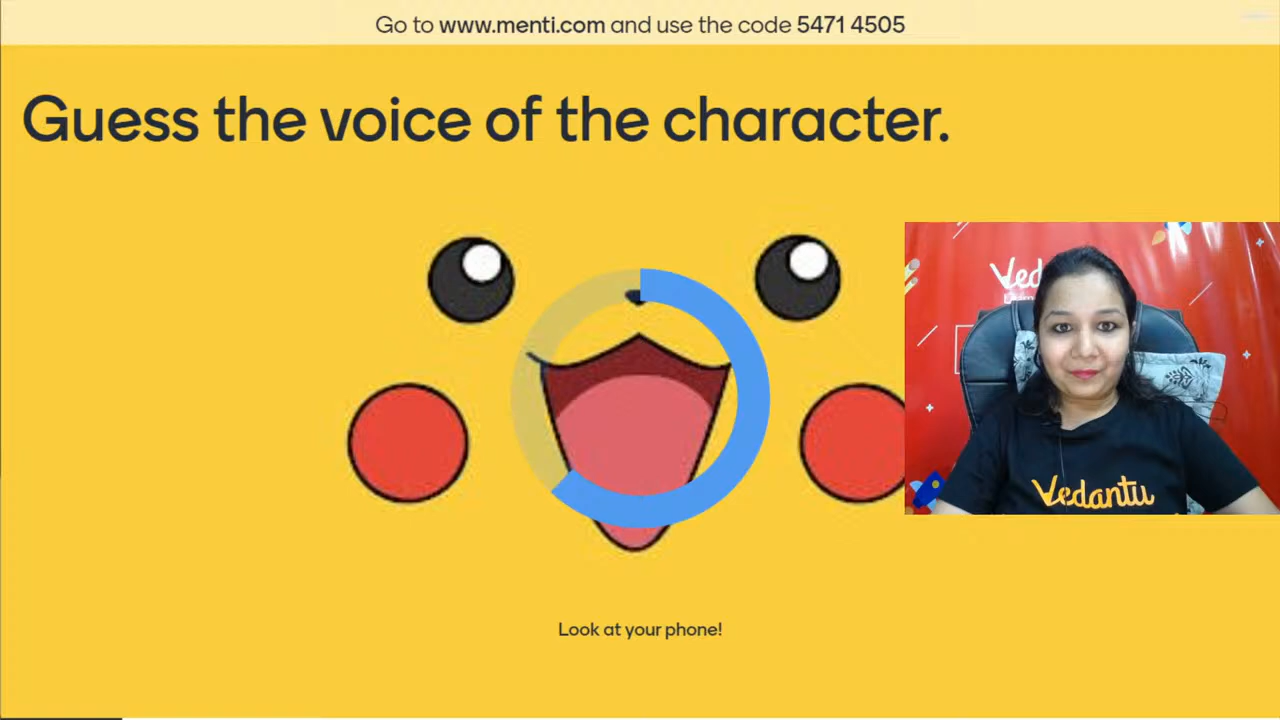 Go to www.menti.com and use the code 5471 4505
Guess the voice of the character.
Look at your phone!
Ved
Vedantu